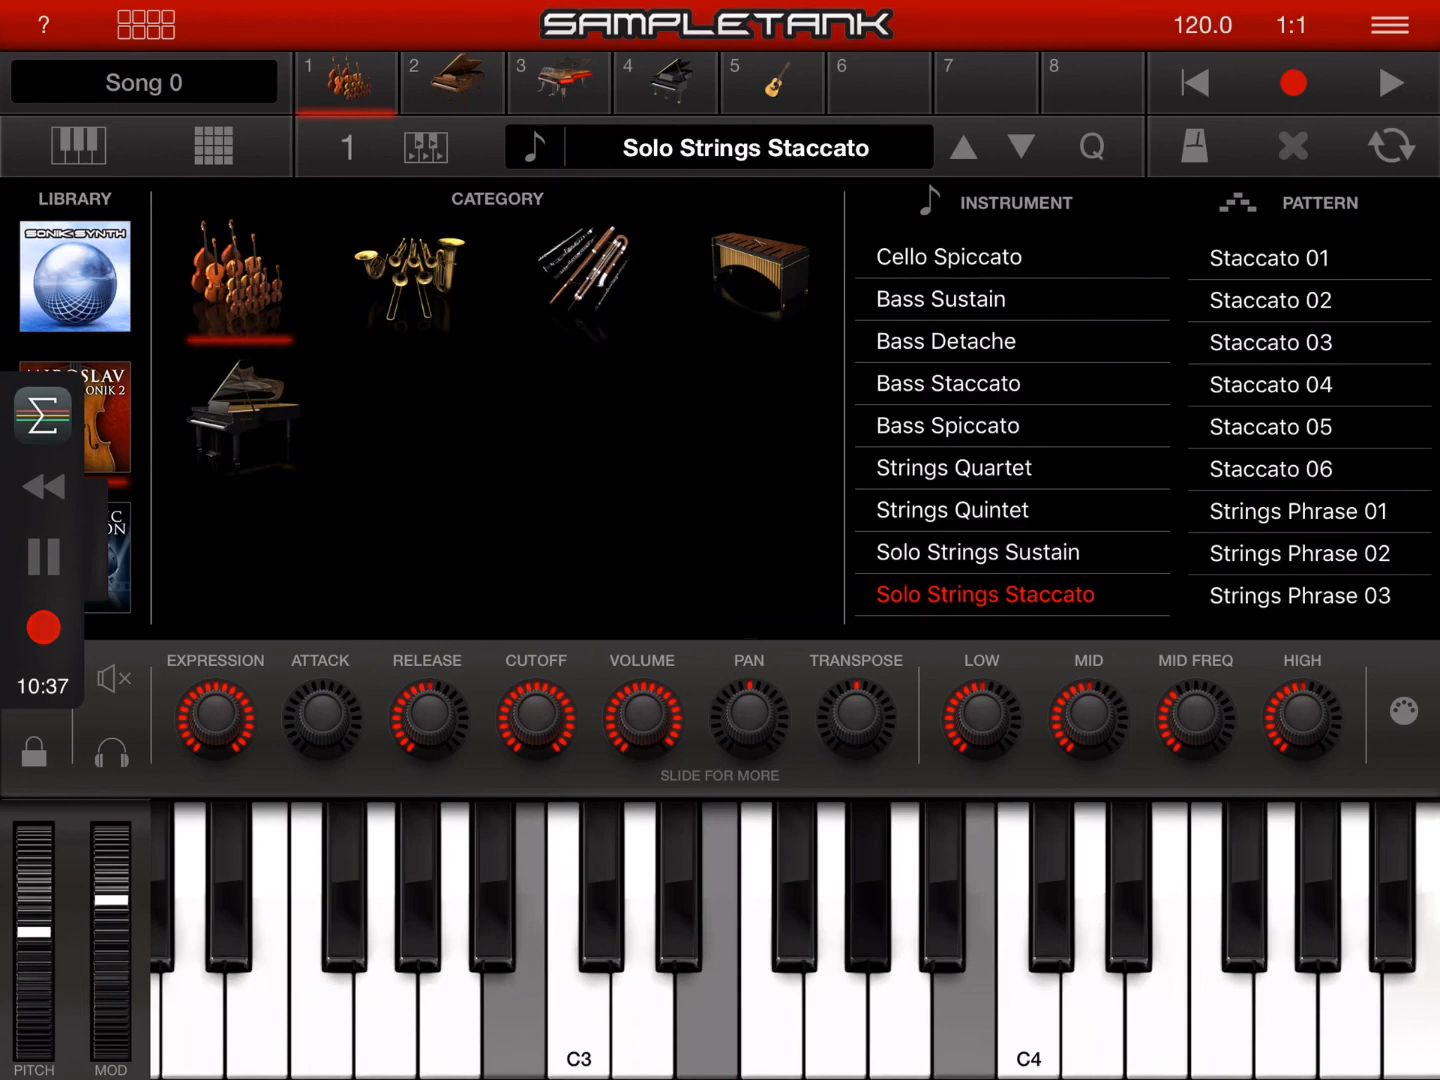 ?
SAMPLETANK
120.0 1:1
Song 0
1 2 3 4 5 6 7 8
1
Solo Strings Staccato
Q
LIBRARY
CATEGORY
INSTRUMENT
PATTERN
SONIK SYNTH
ONIK 2
Cello Spiccato
Bass Sustain
Bass Detache
Bass Staccato
Bass Spiccato
Strings Quartet
Strings Quintet
Solo Strings Sustain
Solo Strings Staccato
Staccato 01
Staccato 02
Staccato 03
Staccato 04
Staccato 05
Staccato 06
Strings Phrase 01
Strings Phrase 02
Strings Phrase 03
10:37
EXPRESSION ATTACK RELEASE CUTOFF VOLUME PAN TRANSPOSE LOW MID MID FREQ HIGH
SLIDE FOR MORE
C3 C4
PITCH MOD